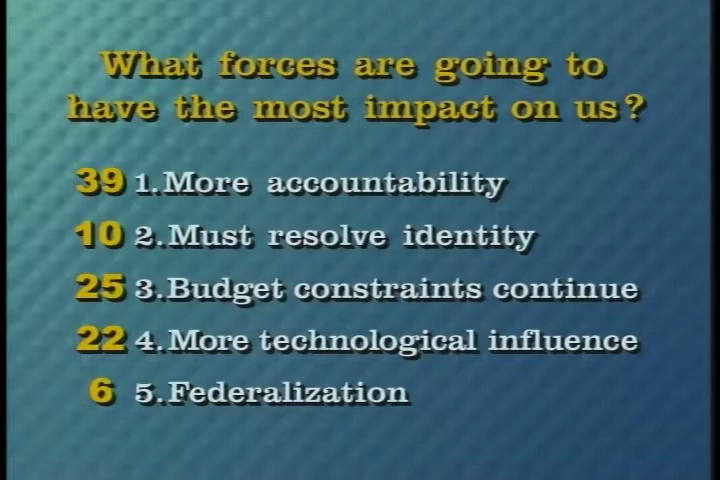 What forces are going to
have the most impact on us?
39 1. More accountability
10 2. Must resolve identity
25 3. Budget constraints continue
22 4. More technological influence
6 5. Federalization